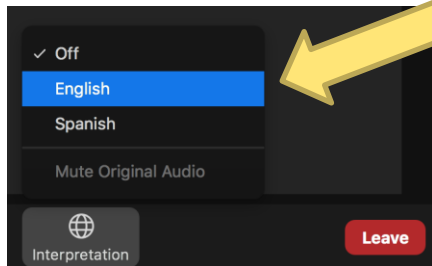 Off
English
Spanish
Mute Original Audio
Interpretation
Leave